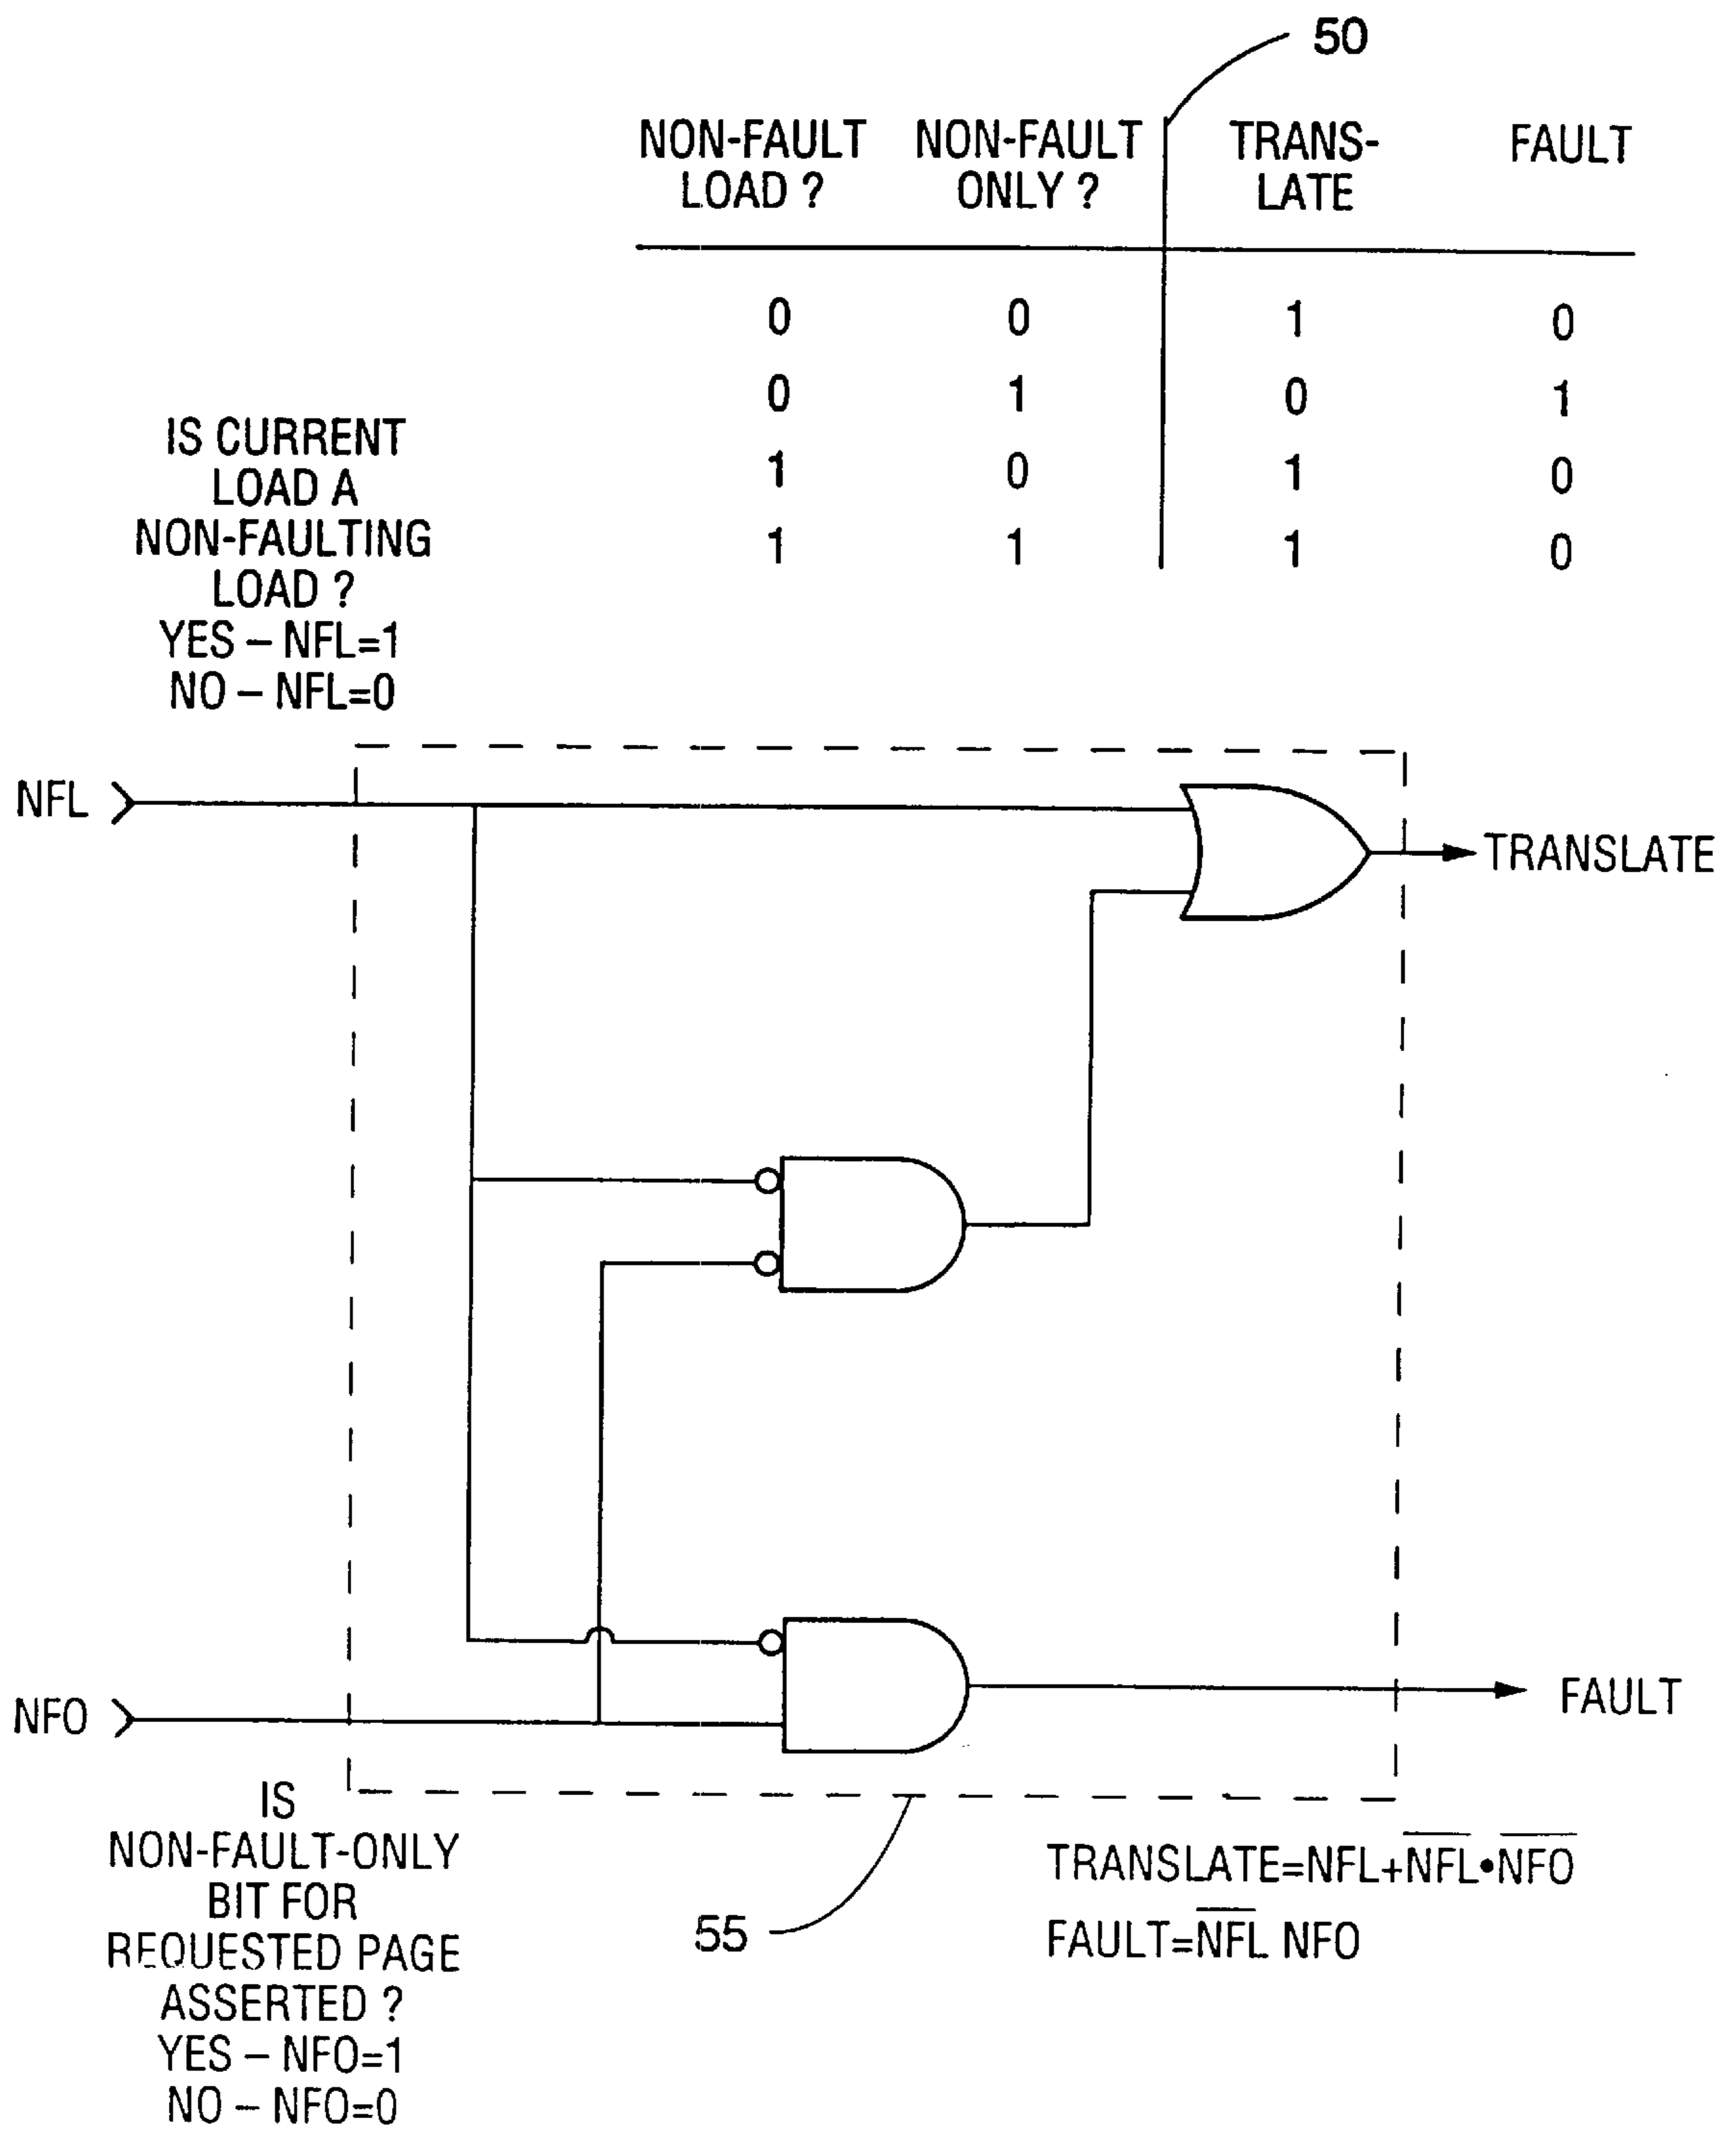 50
NON-FAULT LOAD ? NON-FAULT ONLY ? TRANS-LATE FAULT
0 0 1 0
0 1 0 1
1 0 1 0
1 1 1 0
IS CURRENT
LOAD A
NON-FAULTING
LOAD ?
YES – NFL=1
NO – NFL=0
NFL
TRANSLATE
NFO
FAULT
IS
NON-FAULT-ONLY
BIT FOR
REQUESTED PAGE
ASSERTED ?
YES – NFO=1
NO – NFO=0
55
TRANSLATE=NFL+N̅F̅L̅•N̅F̅O̅
FAULT=N̅F̅L̅ NFO